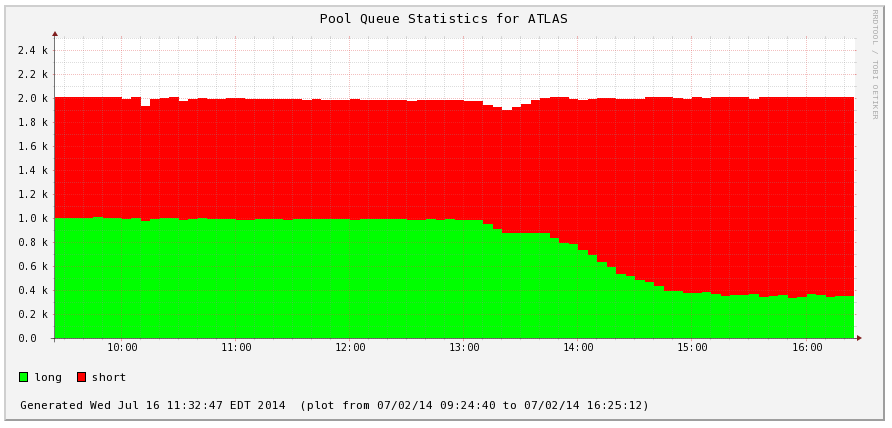 Pool Queue Statistics for ATLAS
RRDTOOL / TOBI OETIKER
2.4 k
2.2 k
2.0 k
1.8 k
1.6 k
1.4 k
1.2 k
1.0 k
0.8 k
0.6 k
0.4 k
0.2 k
0.0
10:00 11:00 12:00 13:00 14:00 15:00 16:00
long short
Generated Wed Jul 16 11:32:47 EDT 2014 (plot from 07/02/14 09:24:40 to 07/02/14 16:25:12)